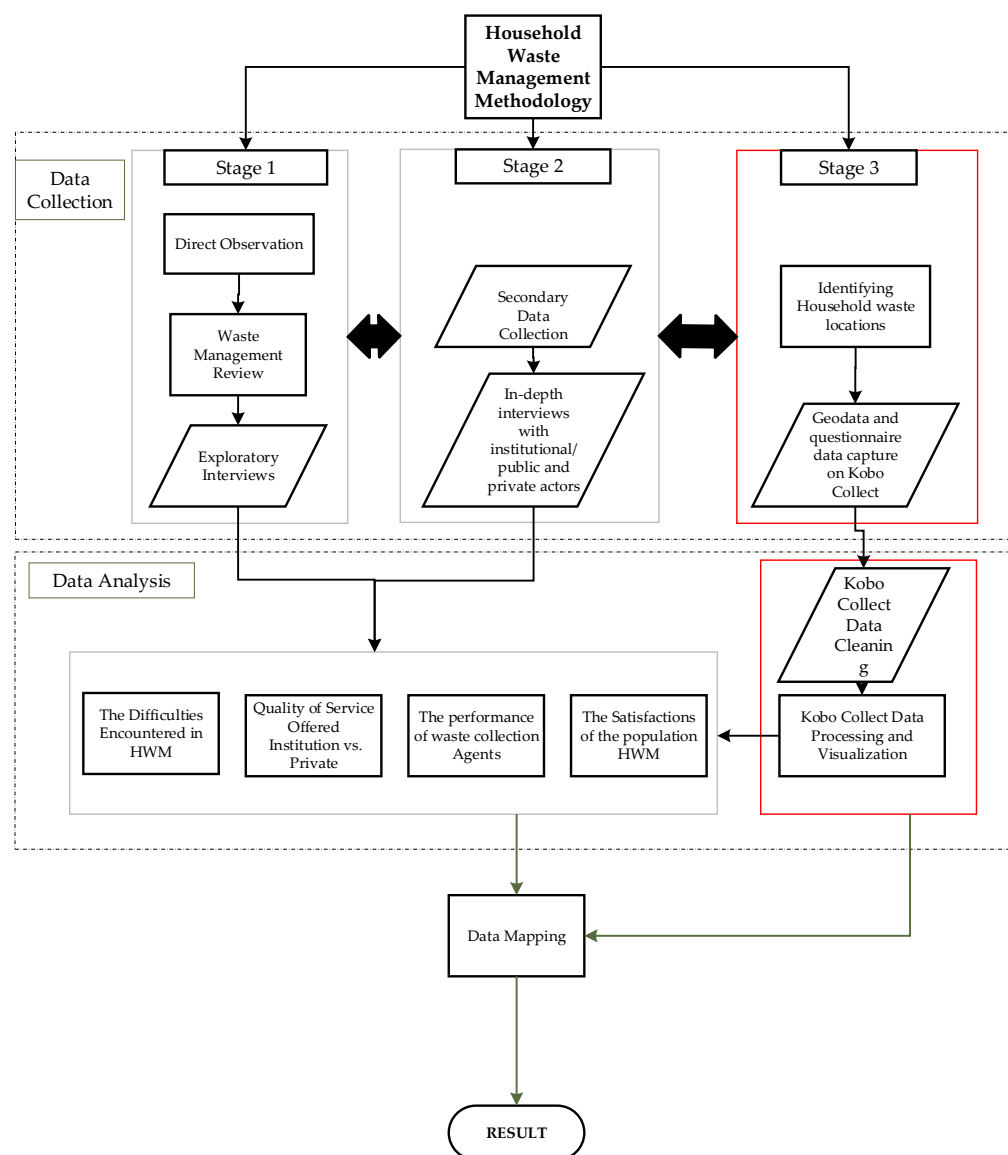 Household
Waste
Management
Methodology
Data
Collection
Stage 1
Stage 2
Stage 3
Direct Observation
Waste
Management
Review
Exploratory
Interviews
Secondary
Data
Collection
In-depth
interviews
with
institutional/
public and
private actors
Identifying
Household waste
locations
Geodata and
questionnaire
data capture
on Kobo
Collect
Data Analysis
Kobo
Collect
Data
Cleanin
g
The Difficulties
Encountered in
HWM
Quality of Service
Offered
Institution vs.
Private
The performance
of waste collection
Agents
The Satisfactions
of the population
HWM
Kobo Collect Data
Processing and
Visualization
Data Mapping
RESULT